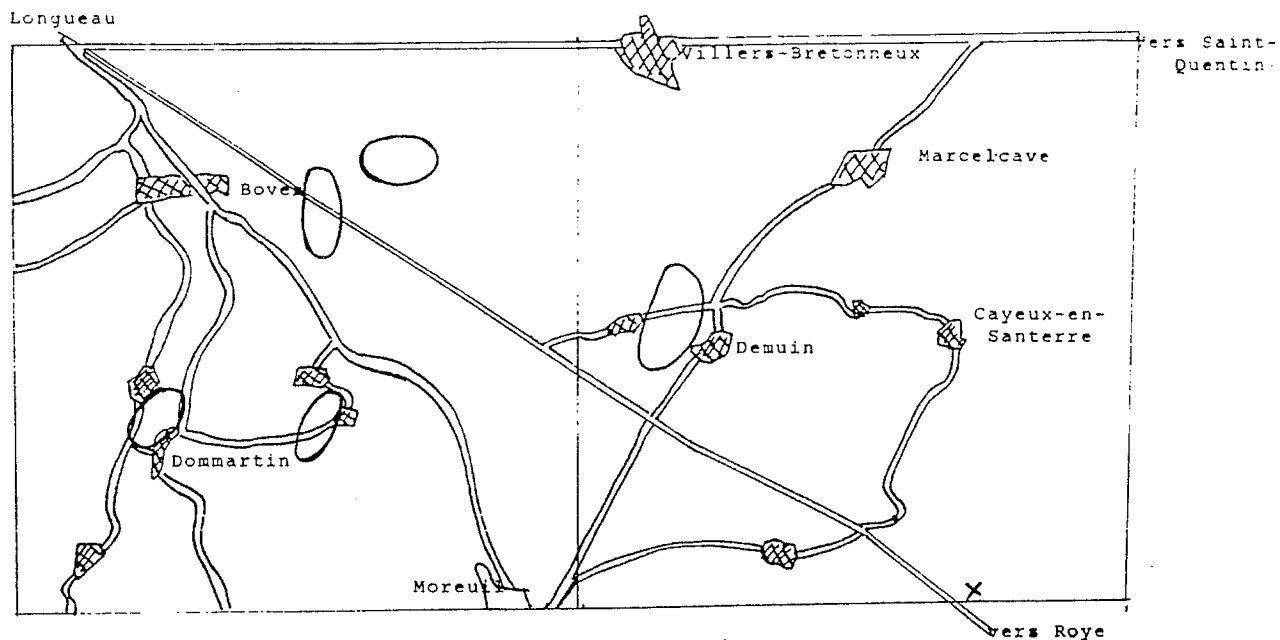 Longueau
Villers-Bretonneux
vers Saint-
Quentin
Marcelcave
Boves
Cayeux-en-
Santerre
Demuin
Dommartin
Moreuil
vers Roye